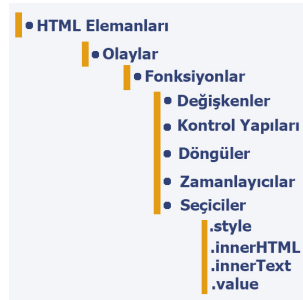 • HTML Elemanları
• Olaylar
• Fonksiyonlar
• Değişkenler
• Kontrol Yapıları
• Döngüler
• Zamanlayıcılar
• Seçiciler
.style
.innerHTML
.innerText
.value